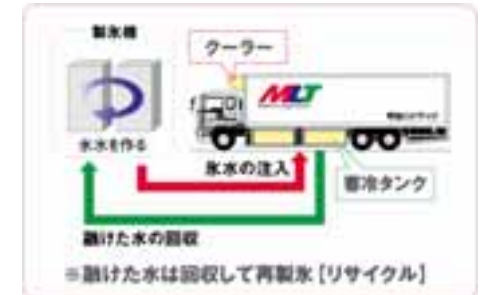 製氷機
クーラー
MLT
氷水を作る
氷水の注入
蓄冷タンク
融けた水の回収
※融けた水は回収して再製氷［リサイクル］